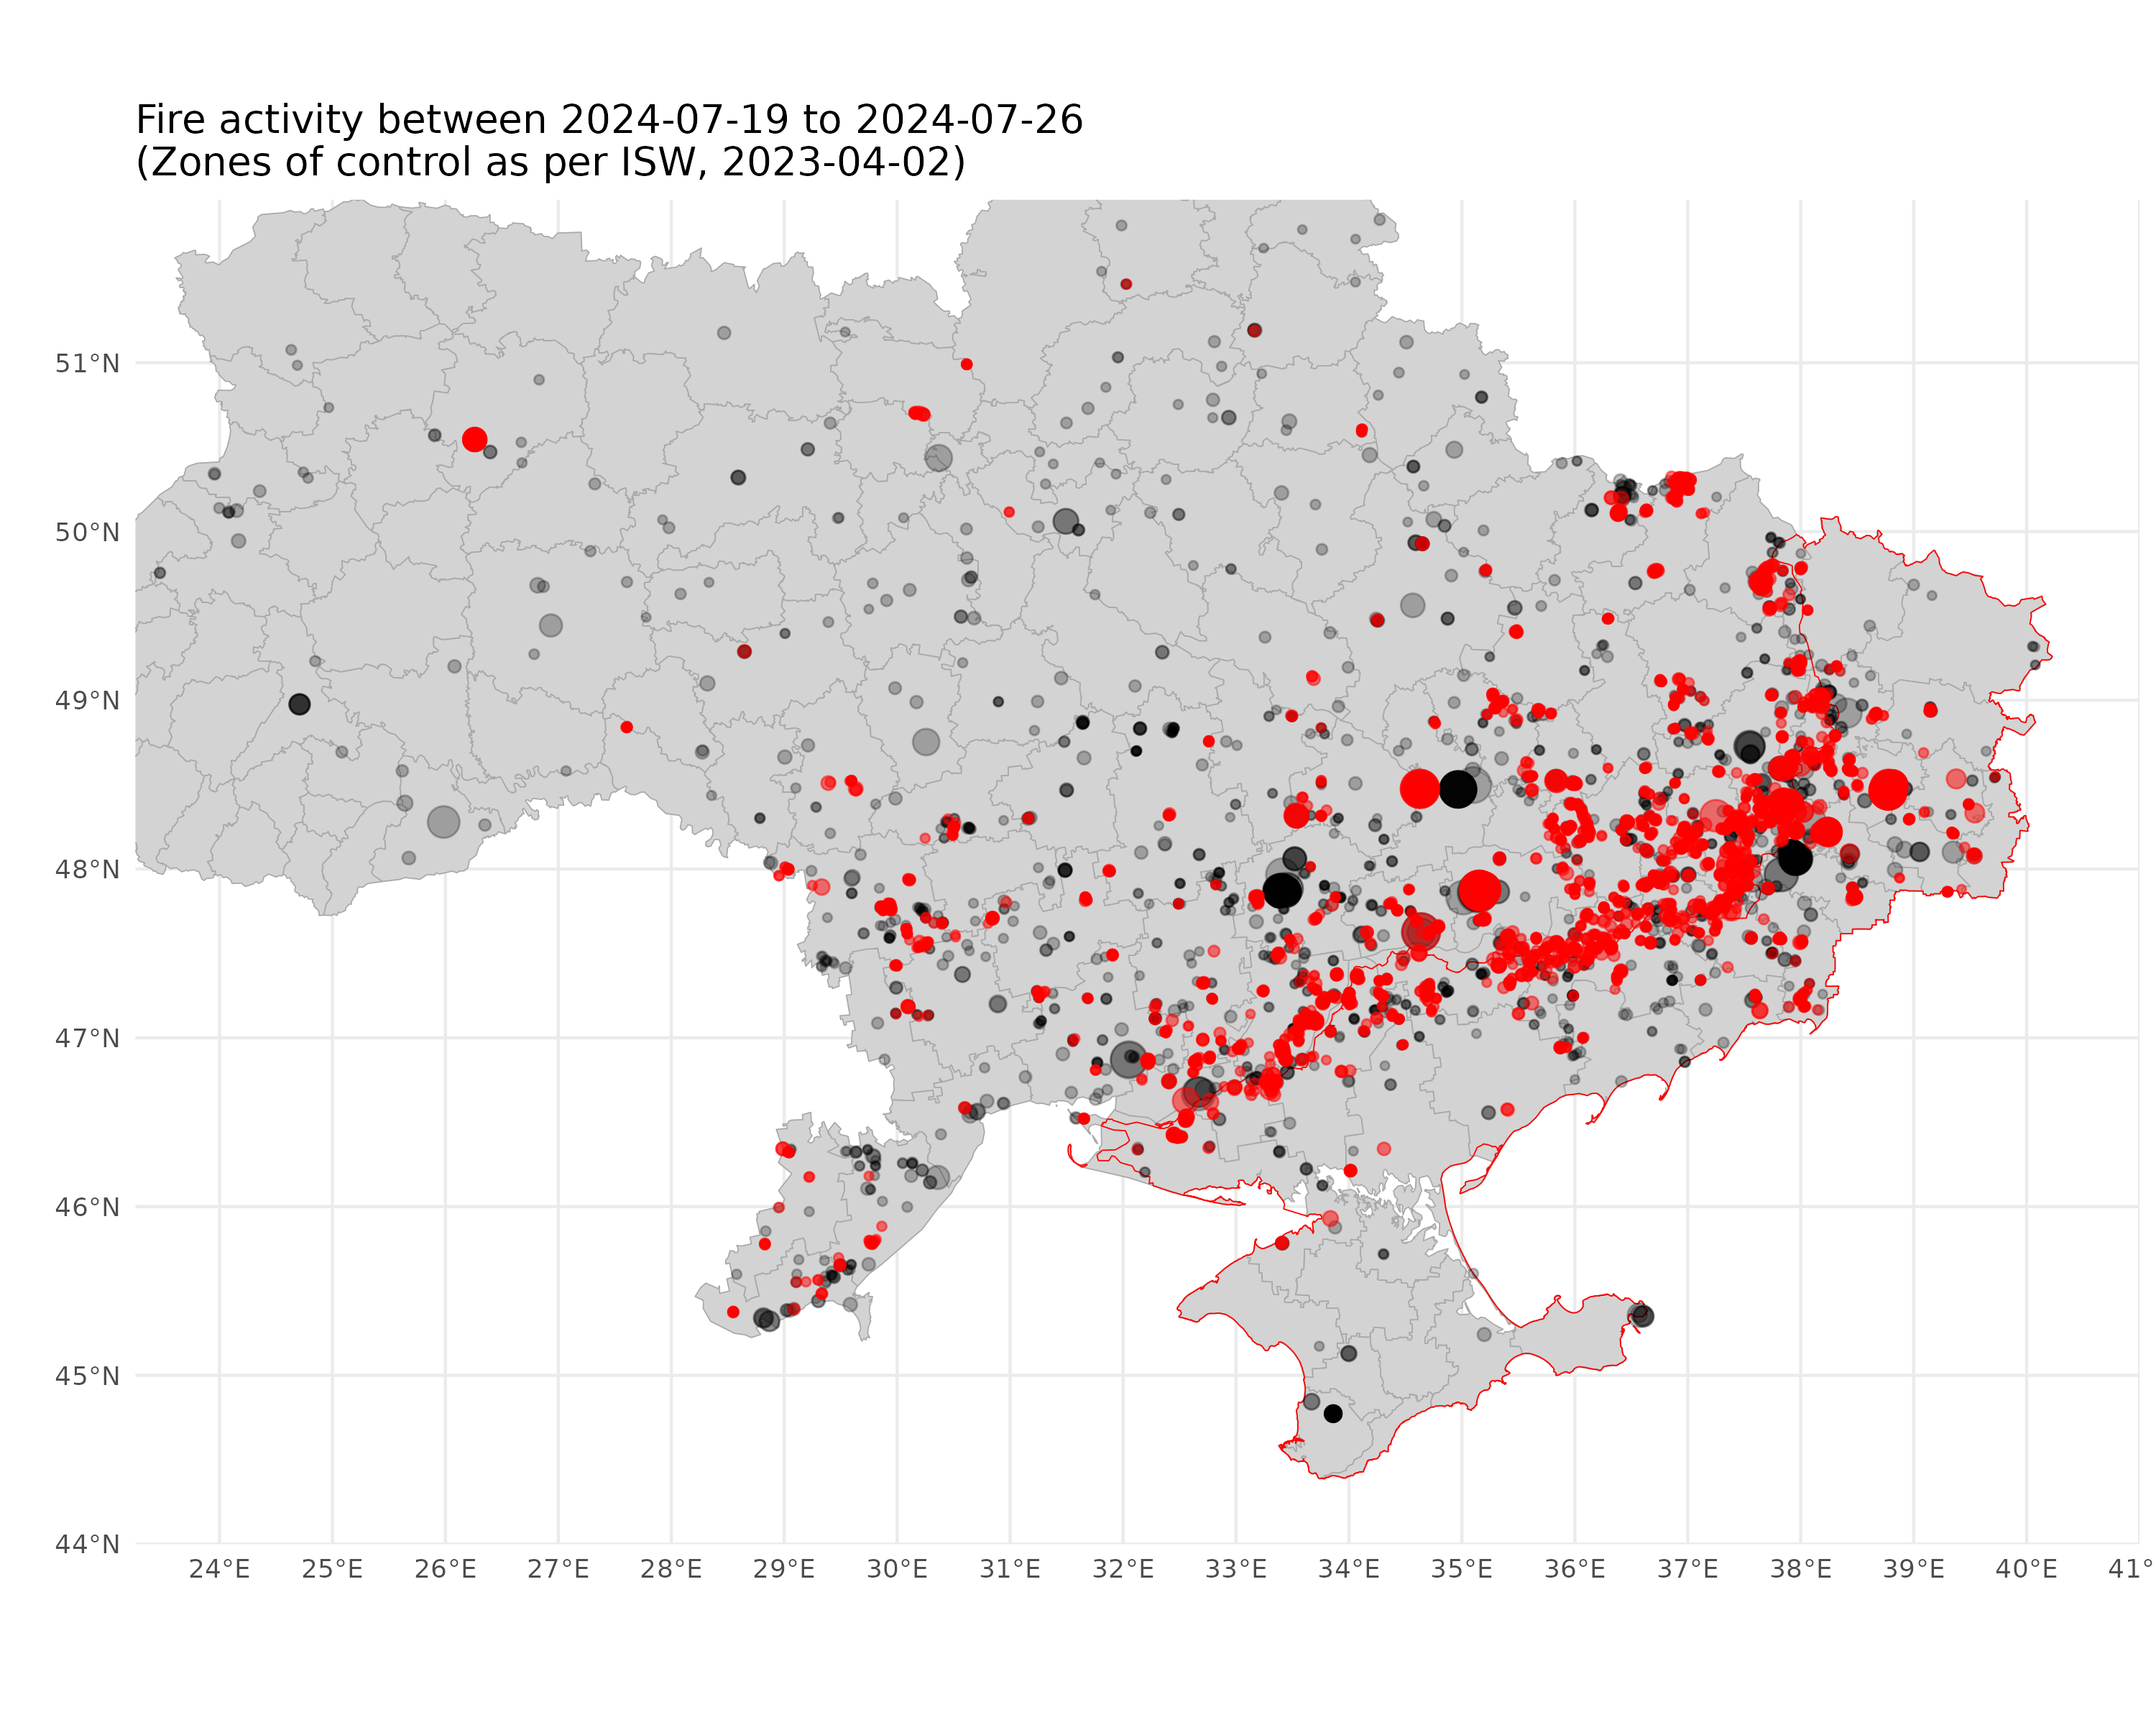 Fire activity between 2024-07-19 to 2024-07-26
(Zones of control as per ISW, 2023-04-02)
51°N
50°N
49°N
48°N
47°N
46°N
45°N
44°N
24°E 25°E 26°E 27°E 28°E 29°E 30°E 31°E 32°E 33°E 34°E 35°E 36°E 37°E 38°E 39°E 40°E 41°